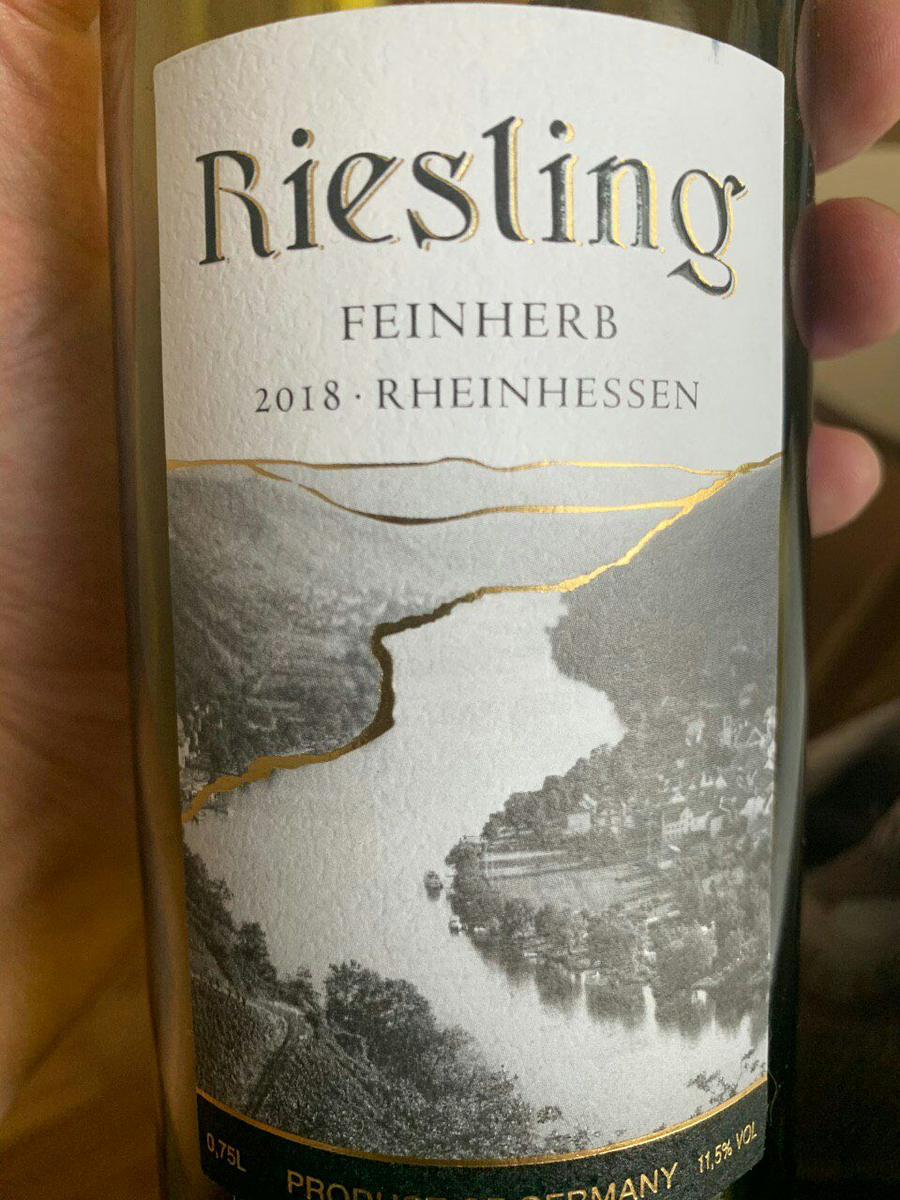 Riesling
FEINHERB
2018 · RHEINHESSEN
0,75L
PRODUCT OF GERMANY
11,5% VOL